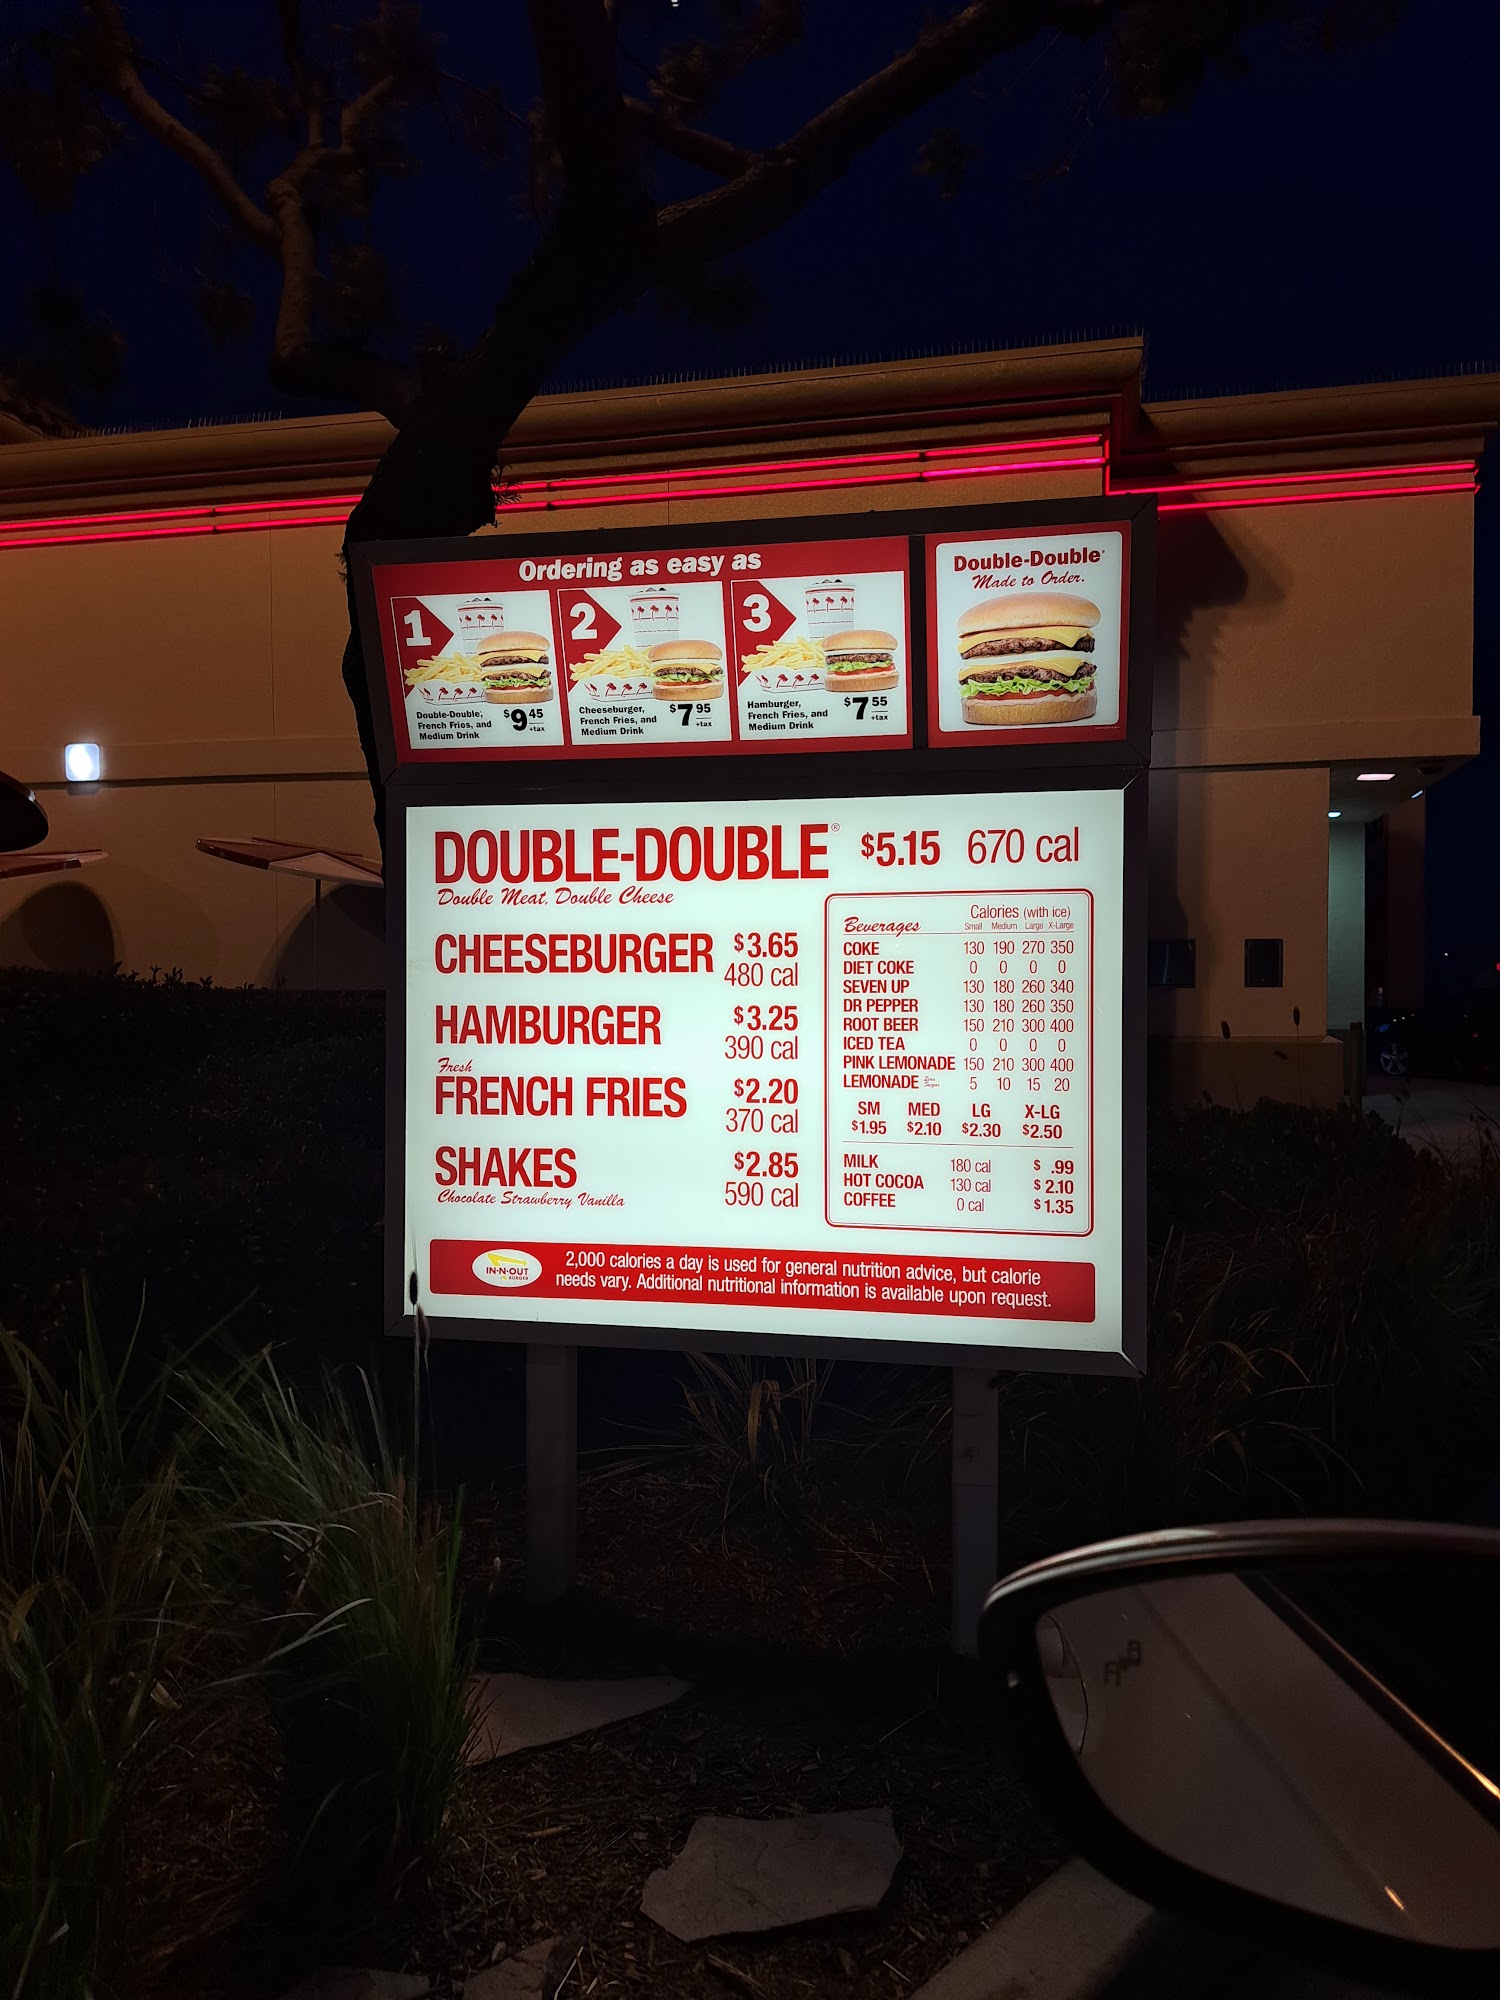 Ordering as easy as
1
Double-Double,
French Fries, and
Medium Drink
$9 45
+tax
2
Cheeseburger,
French Fries, and
Medium Drink
$7 95
+tax
3
Hamburger,
French Fries, and
Medium Drink
$7 55
+tax
Double-Double®
Made to Order.
DOUBLE-DOUBLE® $5.15 670 cal
Double Meat, Double Cheese
CHEESEBURGER $3.65
480 cal
HAMBURGER $3.25
390 cal
Fresh
FRENCH FRIES $2.20
370 cal
SHAKES $2.85
Chocolate Strawberry Vanilla 590 cal
Calories (with ice)
Beverages Small Medium Large X-Large
COKE 130 190 270 350
DIET COKE 0 0 0 0
SEVEN UP 130 180 260 340
DR PEPPER 130 180 260 350
ROOT BEER 150 210 300 400
ICED TEA 0 0 0 0
PINK LEMONADE 150 210 300 400
LEMONADE Zero Sugar 5 10 15 20
SM MED LG X-LG
$1.95 $2.10 $2.30 $2.50
MILK 180 cal $ .99
HOT COCOA 130 cal $ 2.10
COFFEE 0 cal $ 1.35
IN-N-OUT
BURGER
2,000 calories a day is used for general nutrition advice, but calorie
needs vary. Additional nutritional information is available upon request.